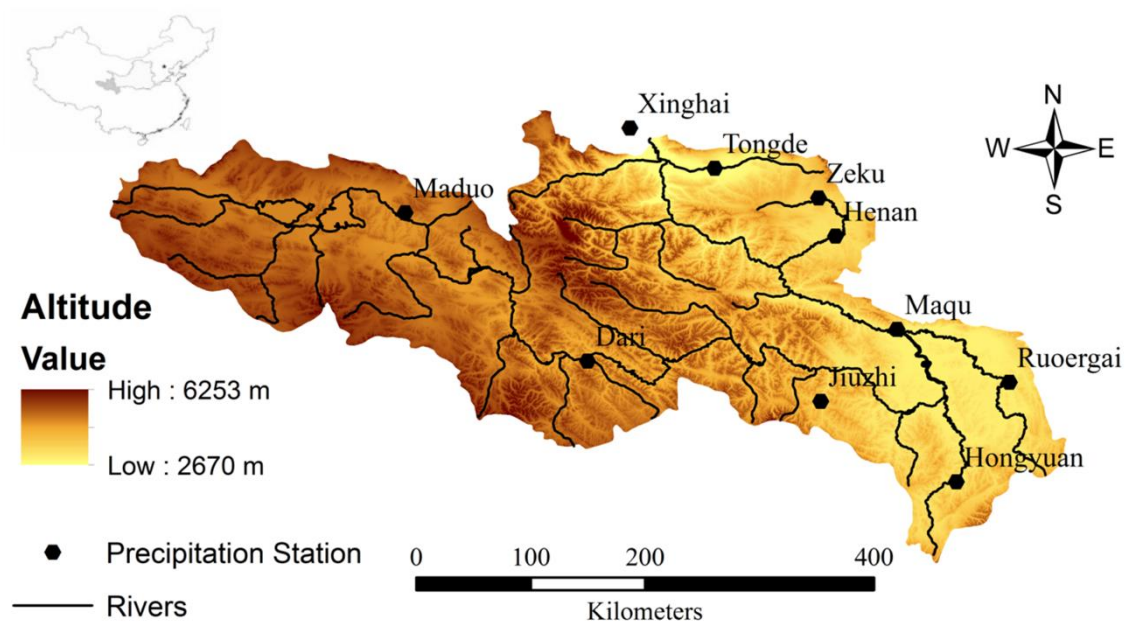 Xinghai
N
Tongde
W
E
Zeku
Maduo
S
Henan
Altitude
Maqu
Value
Dari
Ruoergai
High : 6253 m
Jiuzhi
Low : 2670 m
Hongyuan
Precipitation Station
0
100
200
400
Rivers
Kilometers